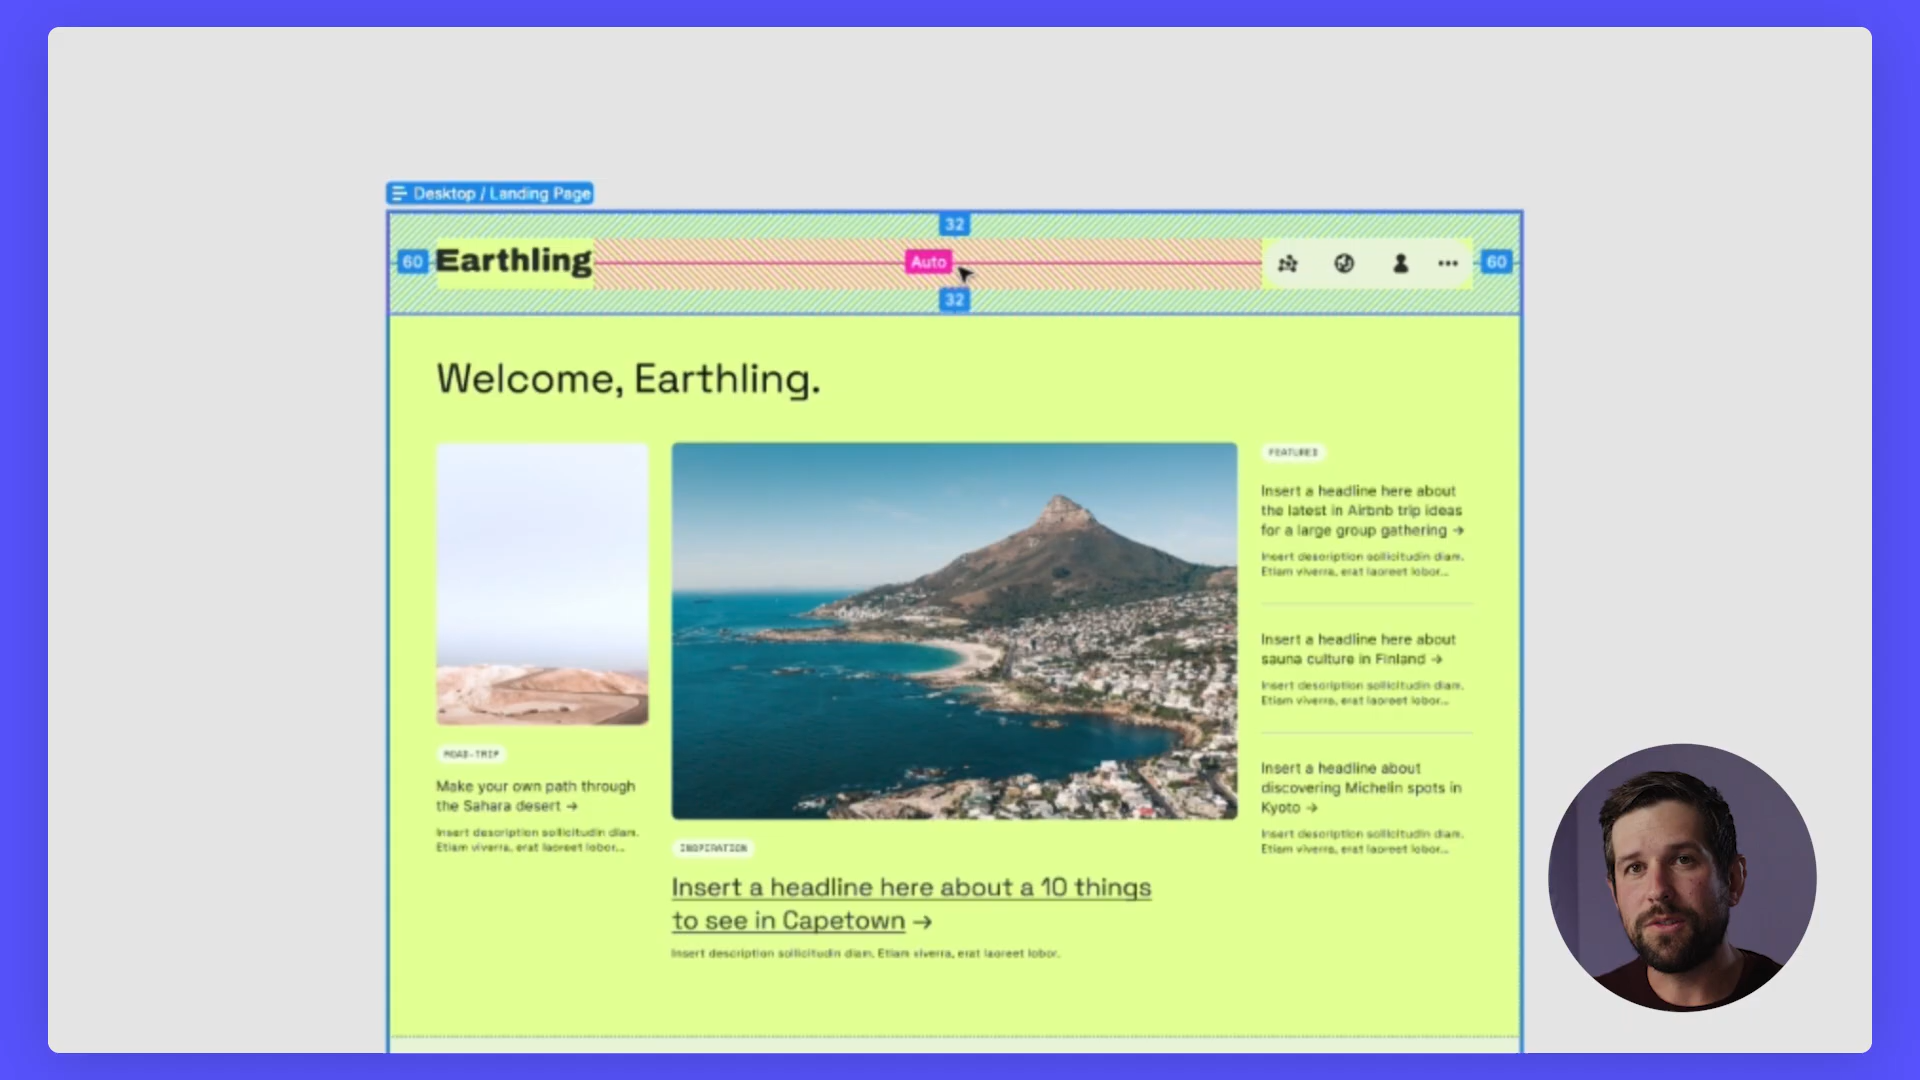 Desktop / Landing Page
32
60
Earthling
Auto
60
32
Welcome, Earthling.
ROAD-TRIP
Make your own path through
the Sahara desert →
Insert description sollicitudin diam.
Etiam viverra, erat laoreet lobor...
INSPIRATION
Insert a headline here about a 10 things
to see in Capetown →
Insert description sollicitudin diam. Etiam viverra, erat laoreet lobor.
FEATURED
Insert a headline here about
the latest in Airbnb trip ideas
for a large group gathering →
Insert description sollicitudin diam.
Etiam viverra, erat laoreet lobor...
Insert a headline here about
sauna culture in Finland →
Insert description sollicitudin diam.
Etiam viverra, erat laoreet lobor...
Insert a headline about
discovering Michelin spots in
Kyoto →
Insert description sollicitudin diam.
Etiam viverra, erat laoreet lobor...